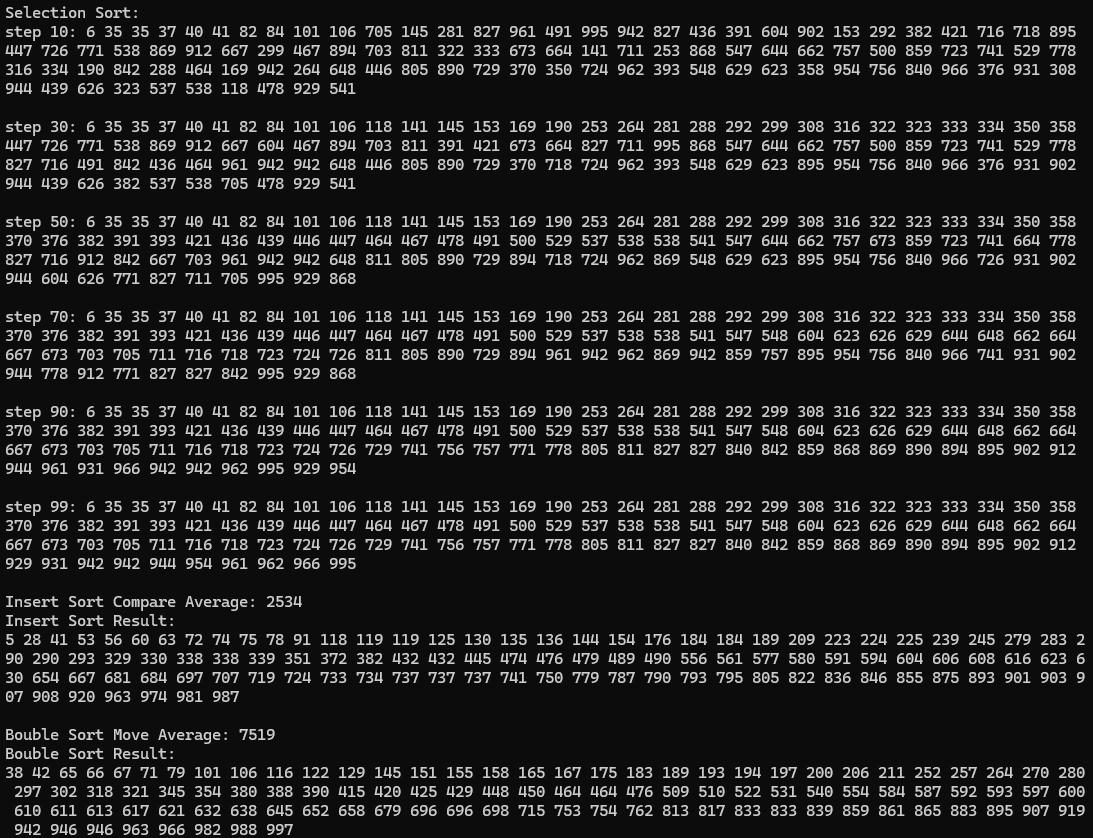 Selection Sort:
step 10: 6 35 35 37 40 41 82 84 101 106 705 145 281 827 961 491 995 942 827 436 391 604 902 153 292 382 421 716 718 895
447 726 771 538 869 912 667 299 467 894 703 811 322 333 673 664 141 711 253 868 547 644 662 757 500 859 723 741 529 778
316 334 190 842 288 464 169 942 264 648 446 805 890 729 370 350 724 962 393 548 629 623 358 954 756 840 966 376 931 308
944 439 626 323 537 538 118 478 929 541
step 30: 6 35 35 37 40 41 82 84 101 106 118 141 145 153 169 190 253 264 281 288 292 299 308 316 322 323 333 334 350 358
447 726 771 538 869 912 667 604 467 894 703 811 391 421 673 664 827 711 995 868 547 644 662 757 500 859 723 741 529 778
827 716 491 842 436 464 961 942 942 648 446 805 890 729 370 718 724 962 393 548 629 623 895 954 756 840 966 376 931 902
944 439 626 382 537 538 705 478 929 541
step 50: 6 35 35 37 40 41 82 84 101 106 118 141 145 153 169 190 253 264 281 288 292 299 308 316 322 323 333 334 350 358
370 376 382 391 393 421 436 439 446 447 464 467 478 491 500 529 537 538 538 541 547 644 662 757 673 859 723 741 664 778
827 716 912 842 667 703 961 942 942 648 811 805 890 729 894 718 724 962 869 548 629 623 895 954 756 840 966 726 931 902
944 604 626 771 827 711 705 995 929 868
step 70: 6 35 35 37 40 41 82 84 101 106 118 141 145 153 169 190 253 264 281 288 292 299 308 316 322 323 333 334 350 358
370 376 382 391 393 421 436 439 446 447 464 467 478 491 500 529 537 538 538 541 547 548 604 623 626 629 644 648 662 664
667 673 703 705 711 716 718 723 724 726 811 805 890 729 894 961 942 962 869 942 859 757 895 954 756 840 966 741 931 902
944 778 912 771 827 827 842 995 929 868
step 90: 6 35 35 37 40 41 82 84 101 106 118 141 145 153 169 190 253 264 281 288 292 299 308 316 322 323 333 334 350 358
370 376 382 391 393 421 436 439 446 447 464 467 478 491 500 529 537 538 538 541 547 548 604 623 626 629 644 648 662 664
667 673 703 705 711 716 718 723 724 726 729 741 756 757 771 778 805 811 827 827 840 842 859 868 869 890 894 895 902 912
944 961 931 966 942 942 962 995 929 954
step 99: 6 35 35 37 40 41 82 84 101 106 118 141 145 153 169 190 253 264 281 288 292 299 308 316 322 323 333 334 350 358
370 376 382 391 393 421 436 439 446 447 464 467 478 491 500 529 537 538 538 541 547 548 604 623 626 629 644 648 662 664
667 673 703 705 711 716 718 723 724 726 729 741 756 757 771 778 805 811 827 827 840 842 859 868 869 890 894 895 902 912
929 931 942 942 944 954 961 962 966 995
Insert Sort Compare Average: 2534
Insert Sort Result:
5 28 41 53 56 60 63 72 74 75 78 91 118 119 119 125 130 135 136 144 154 176 184 184 189 209 223 224 225 239 245 279 283 2
90 290 293 329 330 338 338 339 351 372 382 432 432 445 474 476 479 489 490 556 561 577 580 591 594 604 606 608 616 623 6
30 654 667 681 684 697 707 719 724 733 734 737 737 737 741 750 779 787 790 793 795 805 822 836 846 855 875 893 901 903 9
07 908 920 963 974 981 987
Bouble Sort Move Average: 7519
Bouble Sort Result:
38 42 65 66 67 71 79 101 106 116 122 129 145 151 155 158 165 167 175 183 189 193 194 197 200 206 211 252 257 264 270 280
297 302 318 321 345 354 380 388 390 415 420 425 429 448 450 464 464 476 509 510 522 531 540 554 584 587 592 593 597 600
610 611 613 617 621 632 638 645 652 658 679 696 696 698 715 753 754 762 813 817 833 833 839 859 861 865 883 895 907 919
942 946 946 963 966 982 988 997